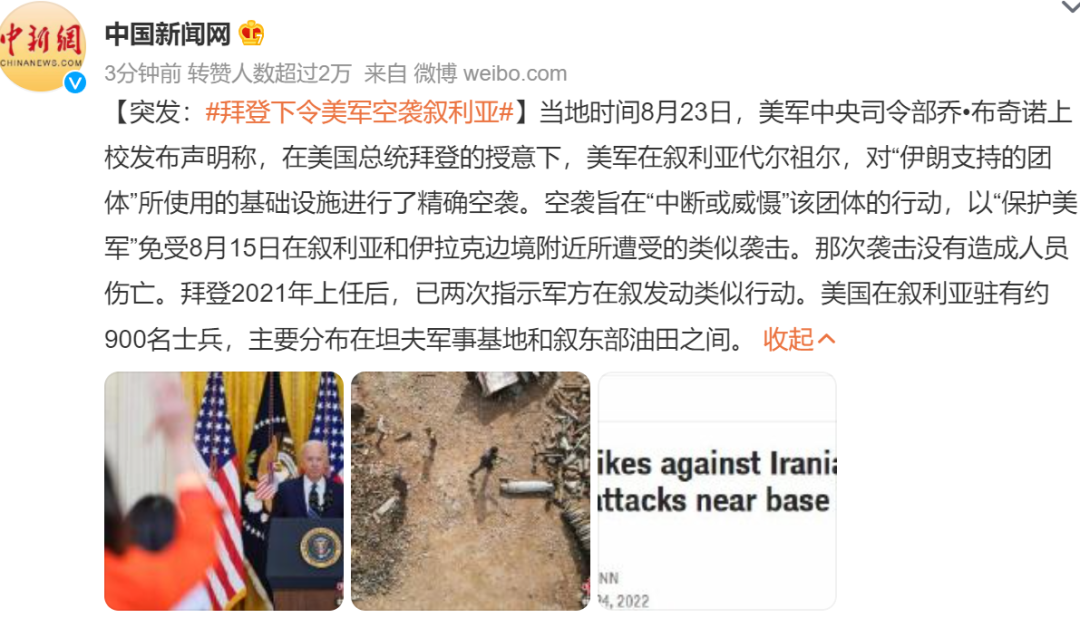 中新網
CHINANEWS.COM
中国新闻网
3分钟前 转赞人数超过2万 来自 微博 weibo.com
【突发：#拜登下令美军空袭叙利亚#】当地时间8月23日，美军中央司令部乔•布奇诺上
校发布声明称，在美国总统拜登的授意下，美军在叙利亚代尔祖尔，对“伊朗支持的团
体”所使用的基础设施进行了精确空袭。空袭旨在“中断或威慑”该团体的行动，以“保护美
军”免受8月15日在叙利亚和伊拉克边境附近所遭受的类似袭击。那次袭击没有造成人员
伤亡。拜登2021年上任后，已两次指示军方在叙发动类似行动。美国在叙利亚驻有约
900名士兵，主要分布在坦夫军事基地和叙东部油田之间。 收起
ikes against Irania
attacks near base
NN
24, 2022